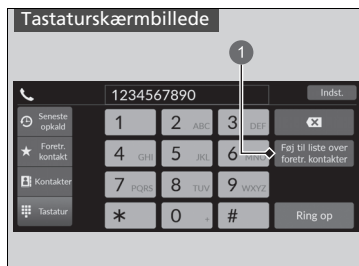 Tastaturskærmbillede
1
1234567890
Indst.
Seneste
opkald
1
2 ABC
3 DEF
Foretr.
kontakt
4 GHI
5 JKL
6 MNO
Føj til liste over
foretr. kontakter
Kontakter
7 PQRS
8 TUV
9 WXYZ
Tastatur
*
0 +
#
Ring op